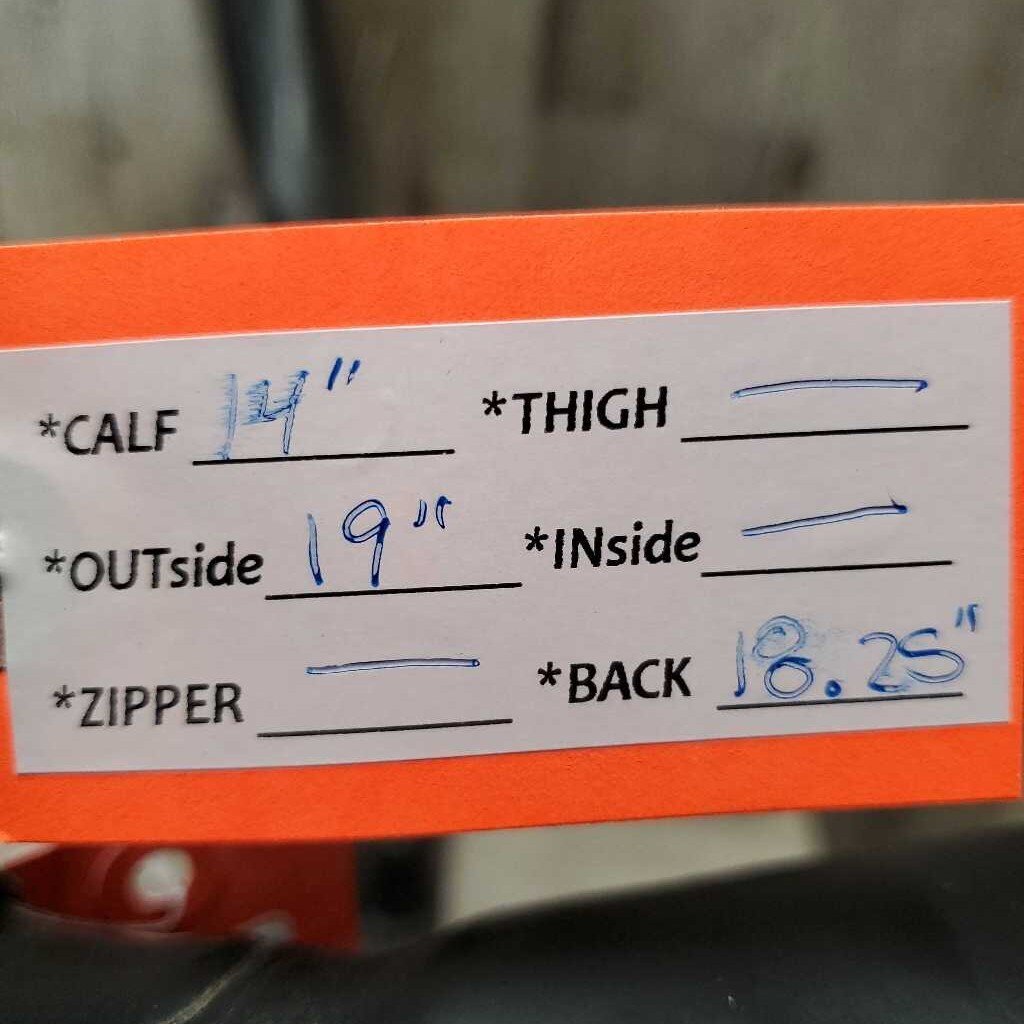 *CALF 14" *THIGH —
*OUTside 19" *INside —
*ZIPPER — *BACK 18.25"